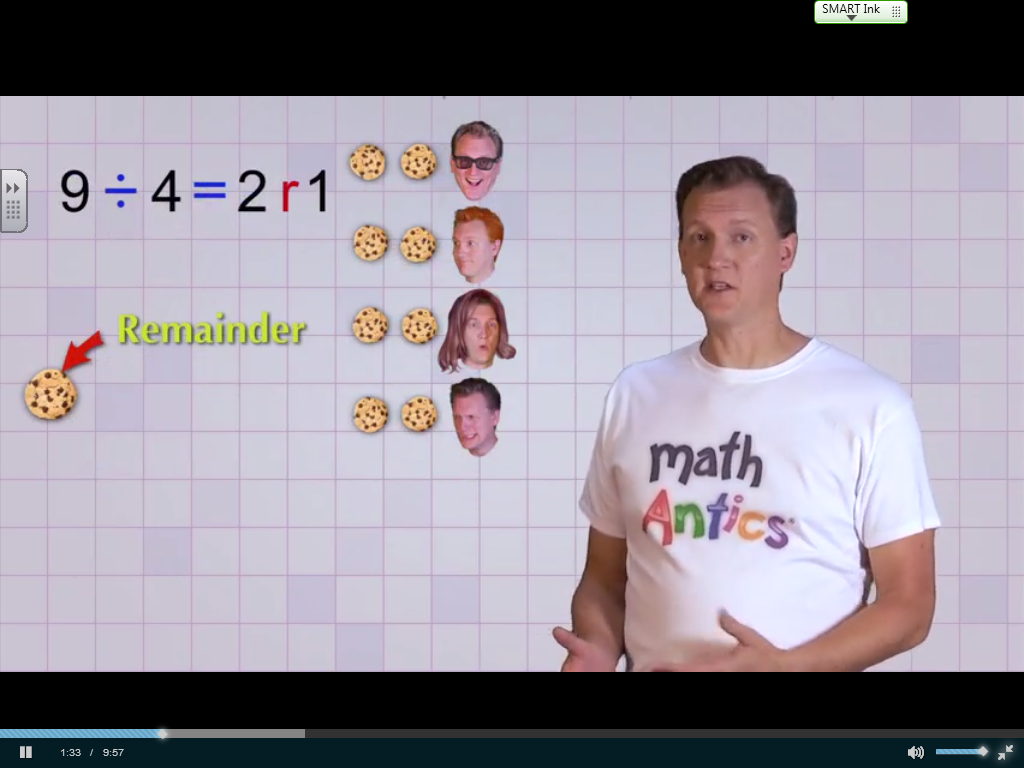 SMART Ink
9 ÷ 4 = 2 r 1
Remainder
math
Antics
1:33 / 9:57